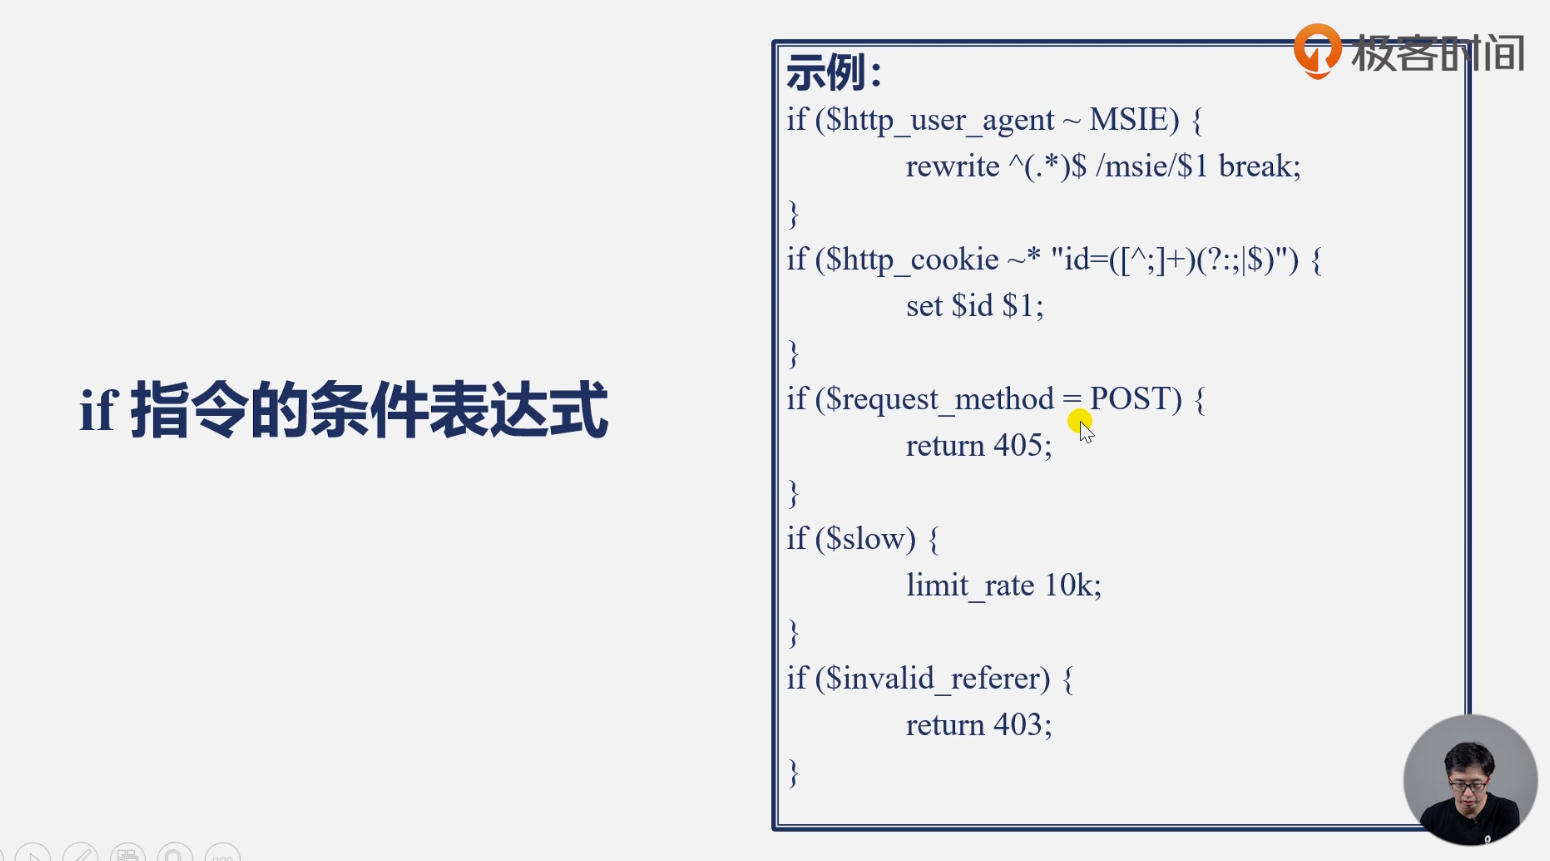 极客时间
if 指令的条件表达式
示例：
if ($http_user_agent ~ MSIE) {
rewrite ^(.*)$ /msie/$1 break;
}
if ($http_cookie ~* "id=([^;]+)(?:;|$)") {
set $id $1;
}
if ($request_method = POST) {
return 405;
}
if ($slow) {
limit_rate 10k;
}
if ($invalid_referer) {
return 403;
}